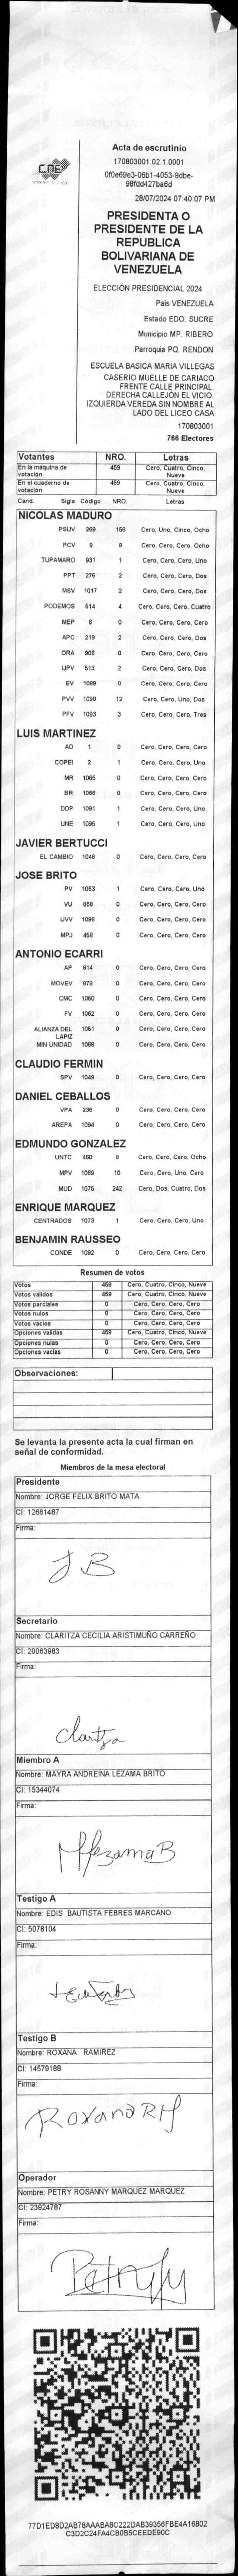 CNE
Acta de escrutinio
170803001.02.1.0001
0f0e69e3-06b1-4053-9dbe-
98fdd427ba6d
28/07/2024 07:40:07 PM
PRESIDENTA O
PRESIDENTE DE LA
REPUBLICA
BOLIVARIANA DE
VENEZUELA
ELECCIÓN PRESIDENCIAL 2024
País VENEZUELA
Estado EDO. SUCRE
Municipio MP. RIBERO
Parroquia PQ. RENDON
ESCUELA BASICA MARIA VILLEGAS
CASERIO MUELLE DE CARIACO
FRENTE CALLE PRINCIPAL.
DERECHA CALLEJÓN EL VICIO.
IZQUIERDA VEREDA SIN NOMBRE AL
LADO DEL LICEO CASA
170803001
766 Electores
Votantes NRO. Letras
En la máquina de votación 459 Cero, Cuatro, Cinco, Nueve
En el cuaderno de votación 459 Cero, Cuatro, Cinco, Nueve
Cand. Sigla Código NRO. Letras
NICOLAS MADURO
PSUV 269 158 Cero, Uno, Cinco, Ocho
PCV 9 8 Cero, Cero, Cero, Ocho
TUPAMARO 931 1 Cero, Cero, Cero, Uno
PPT 276 2 Cero, Cero, Cero, Dos
MSV 1017 2 Cero, Cero, Cero, Dos
PODEMOS 514 4 Cero, Cero, Cero, Cuatro
MEP 6 0 Cero, Cero, Cero, Cero
APC 219 2 Cero, Cero, Cero, Dos
ORA 906 0 Cero, Cero, Cero, Cero
UPV 513 2 Cero, Cero, Cero, Dos
EV 1089 0 Cero, Cero, Cero, Cero
PVV 1090 12 Cero, Cero, Uno, Dos
PFV 1093 3 Cero, Cero, Cero, Tres
LUIS MARTINEZ
AD 1 0 Cero, Cero, Cero, Cero
COPEI 2 1 Cero, Cero, Cero, Uno
MR 1065 0 Cero, Cero, Cero, Cero
BR 1066 0 Cero, Cero, Cero, Cero
DDP 1091 1 Cero, Cero, Cero, Uno
UNE 1095 1 Cero, Cero, Cero, Uno
JAVIER BERTUCCI
EL CAMBIO 1048 0 Cero, Cero, Cero, Cero
JOSE BRITO
PV 1053 1 Cero, Cero, Cero, Uno
VU 868 0 Cero, Cero, Cero, Cero
UVV 1096 0 Cero, Cero, Cero, Cero
MPJ 458 0 Cero, Cero, Cero, Cero
ANTONIO ECARRI
AP 814 0 Cero, Cero, Cero, Cero
MOVEV 878 0 Cero, Cero, Cero, Cero
CMC 1050 0 Cero, Cero, Cero, Cero
FV 1062 0 Cero, Cero, Cero, Cero
ALIANZA DEL LAPIZ 1051 0 Cero, Cero, Cero, Cero
MIN UNIDAD 1068 0 Cero, Cero, Cero, Cero
CLAUDIO FERMIN
SPV 1049 0 Cero, Cero, Cero, Cero
DANIEL CEBALLOS
VPA 236 0 Cero, Cero, Cero, Cero
AREPA 1094 0 Cero, Cero, Cero, Cero
EDMUNDO GONZALEZ
UNTC 460 8 Cero, Cero, Cero, Ocho
MPV 1069 10 Cero, Cero, Uno, Cero
MUD 1075 242 Cero, Dos, Cuatro, Dos
ENRIQUE MARQUEZ
CENTRADOS 1073 1 Cero, Cero, Cero, Uno
BENJAMIN RAUSSEO
CONDE 1092 0 Cero, Cero, Cero, Cero
Resumen de votos
Votos 459 Cero, Cuatro, Cinco, Nueve
Votos validos 459 Cero, Cuatro, Cinco, Nueve
Votos parciales 0 Cero, Cero, Cero, Cero
Votos nulos 0 Cero, Cero, Cero, Cero
Votos vacios 0 Cero, Cero, Cero, Cero
Opciones validas 459 Cero, Cuatro, Cinco, Nueve
Opciones nulas 0 Cero, Cero, Cero, Cero
Opciones vacias 0 Cero, Cero, Cero, Cero
Observaciones:
Se levanta la presente acta la cual firman en
señal de conformidad.
Miembros de la mesa electoral
Presidente
Nombre: JORGE FELIX BRITO MATA
CI: 12661487
Firma:
JB
Secretario
Nombre: CLARITZA CECILIA ARISTIMUÑO CARREÑO
CI: 20063983
Firma:
Claritza
Miembro A
Nombre: MAYRA ANDREINA LEZAMA BRITO
CI: 15344074
Firma:
MLezama B
Testigo A
Nombre: EDIS BAUTISTA FEBRES MARCANO
CI: 5078104
Firma:
Testigo B
Nombre: ROXANA RAMIREZ
CI: 14579188
Firma:
Roxana RH
Operador
Nombre: PETRY ROSANNY MARQUEZ MARQUEZ
CI: 23924787
Firma:
77D1ED8D2AB78AAABA8C222DAB39356FBE4A16802
C3D2C24FA4CB0B5CEEDE90C